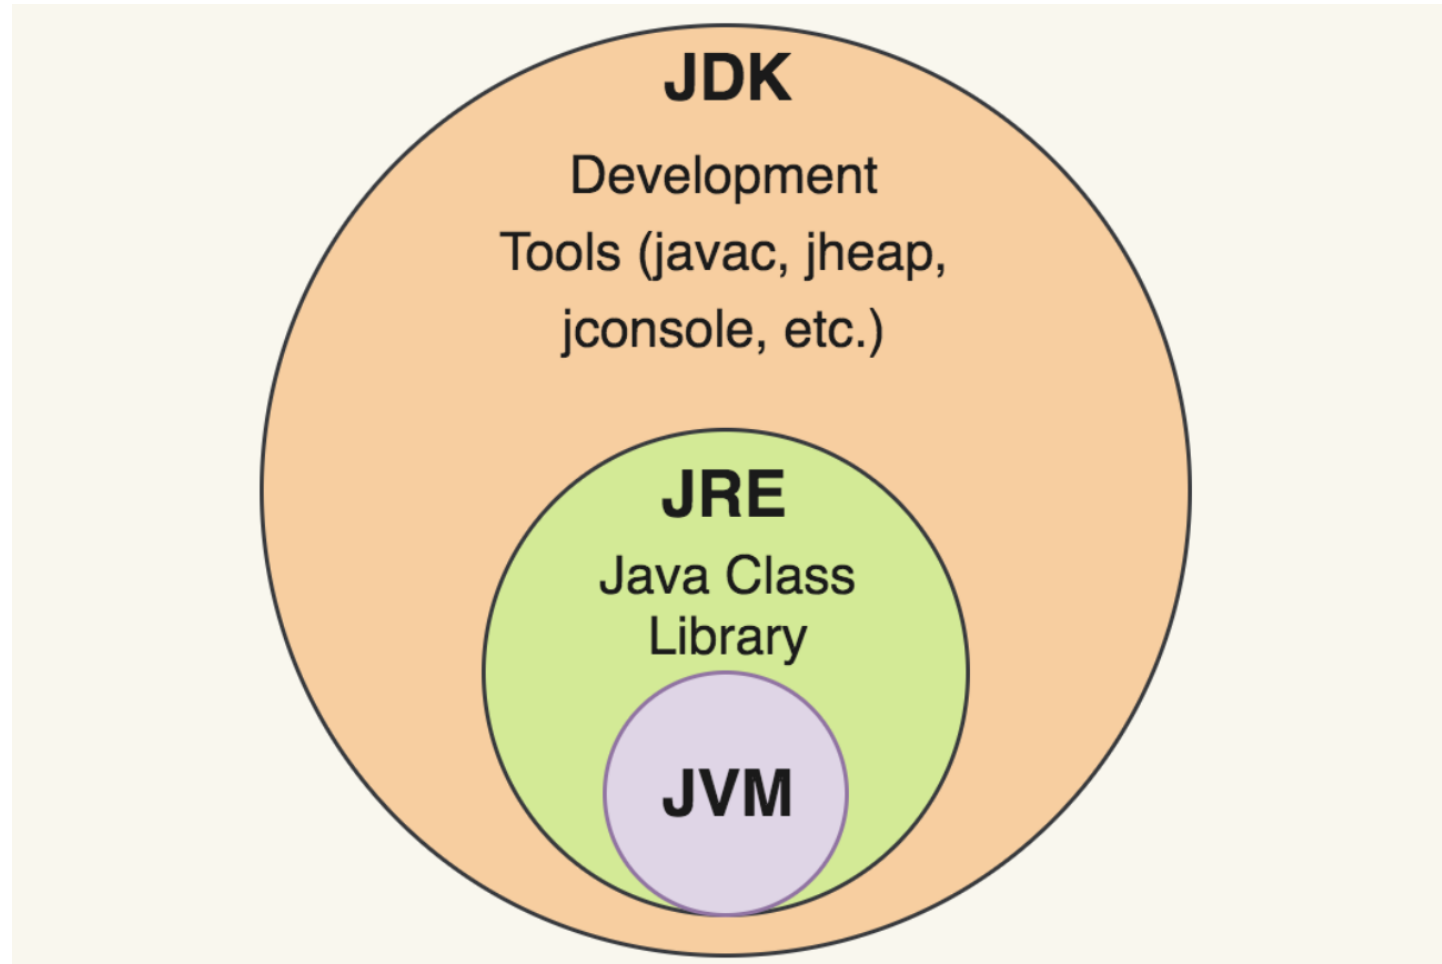 JDK
Development
Tools (javac, jheap,
jconsole, etc.)
JRE
Java Class
Library
JVM